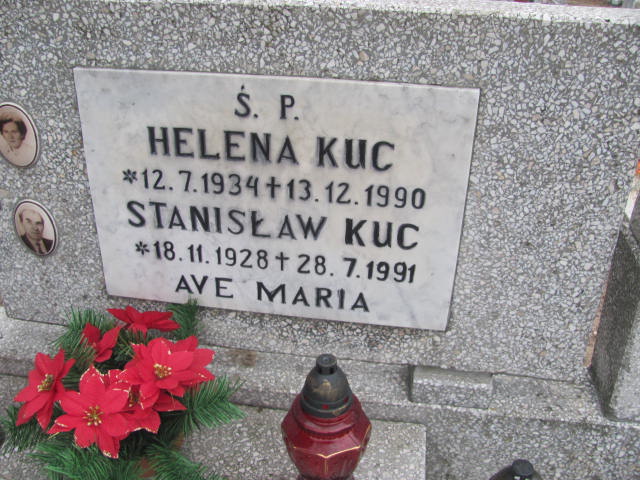 Ś. P.
HELENA KUC
*12.7.1934 †13.12.1990
STANISŁAW KUC
*18.11.1928 † 28.7.1991
AVE MARIA